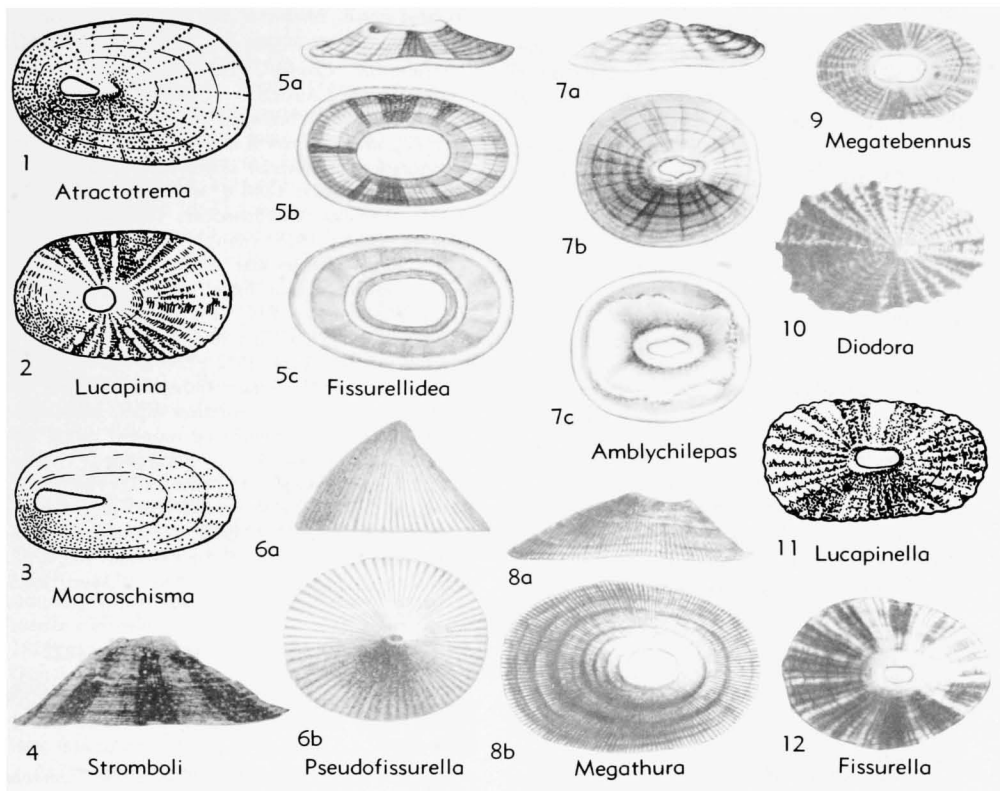 1
Atractotrema
2
Lucapina
3
Macroschisma
4
Stromboli
5a
5b
5c
Fissurellidea
6a
6b
Pseudofissurella
7a
7b
7c
Amblychilepas
8a
8b
Megathura
9
Megatebennus
10
Diodora
11
Lucapinella
12
Fissurella